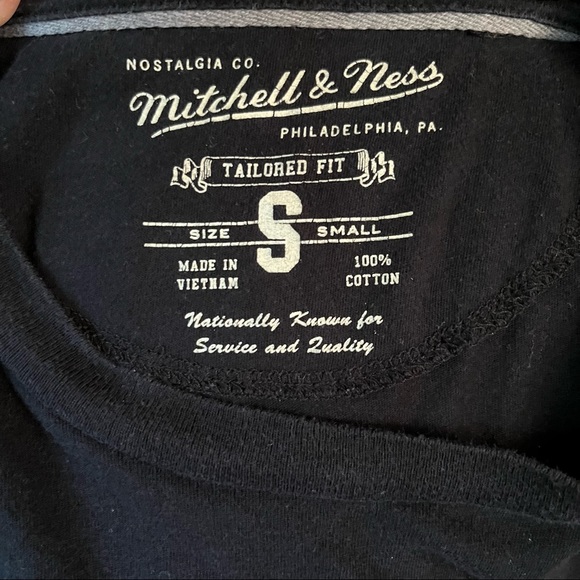 NOSTALGIA CO.
Mitchell & Ness
PHILADELPHIA, PA.
TAILORED FIT
SIZE S SMALL
MADE IN VIETNAM
100% COTTON
Nationally Known for
Service and Quality